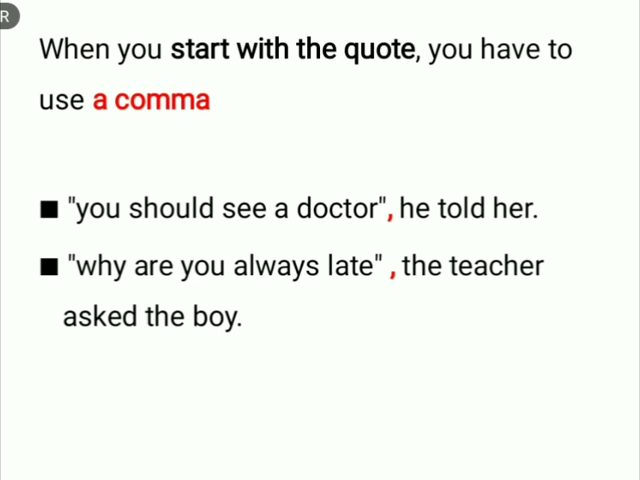 R
When you start with the quote, you have to
use a comma
■ "you should see a doctor", he told her.
■ "why are you always late" , the teacher
asked the boy.